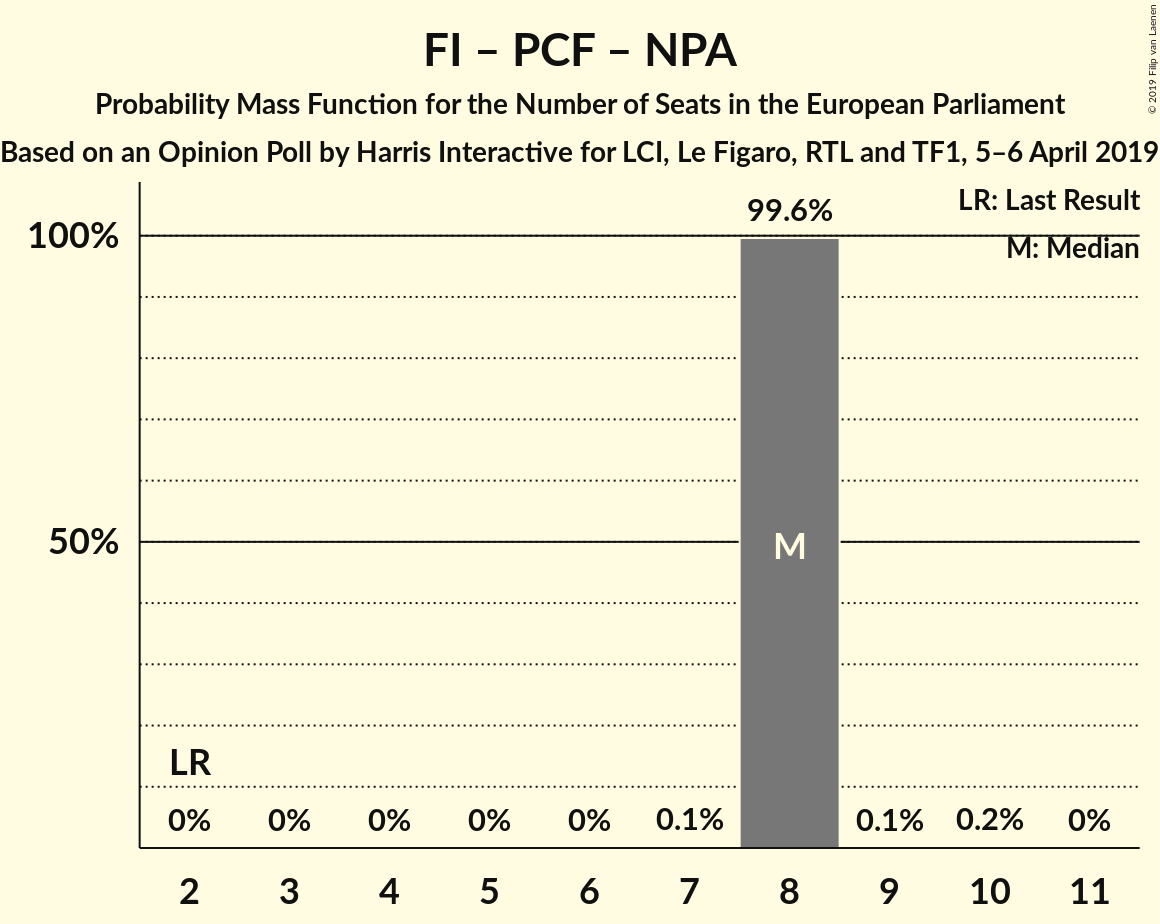 FI – PCF – NPA
Probability Mass Function for the Number of Seats in the European Parliament
Based on an Opinion Poll by Harris Interactive for LCI, Le Figaro, RTL and TF1, 5–6 April 2019
© 2019 Filip van Laenen
LR: Last Result
M: Median
99.6%
100%
50%
M
LR
0% 0% 0% 0% 0% 0.1% 0.1% 0.2% 0%
2 3 4 5 6 7 8 9 10 11